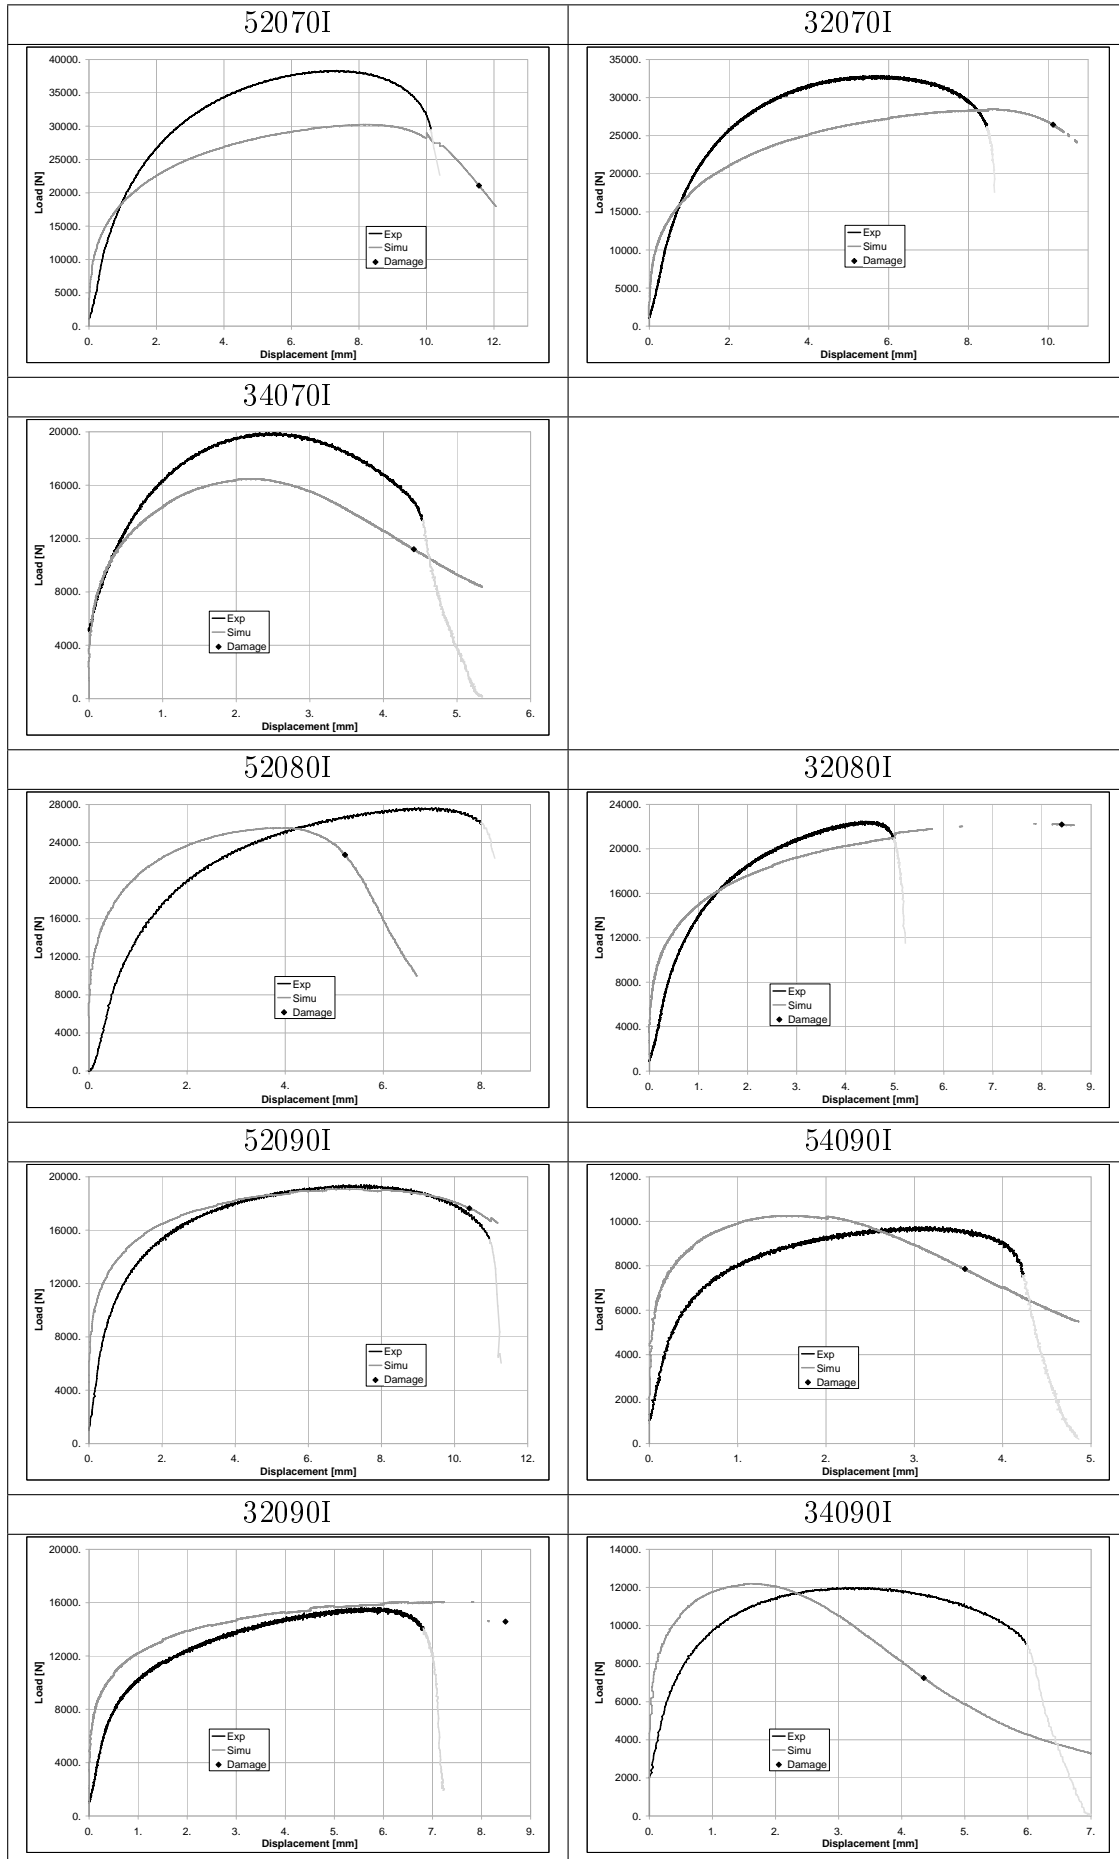 52070I 32070I
40000.
35000.
30000.
25000.
20000.
15000.
10000.
5000.
0.
Load [N]
0. 2. 4. 6. 8. 10. 12.
Displacement [mm]
Exp
Simu
Damage
35000.
30000.
25000.
20000.
15000.
10000.
5000.
0.
Load [N]
0. 2. 4. 6. 8. 10.
Displacement [mm]
Exp
Simu
Damage
34070I
20000.
16000.
12000.
8000.
4000.
0.
Load [N]
0. 1. 2. 3. 4. 5. 6.
Displacement [mm]
Exp
Simu
Damage
52080I 32080I
28000.
24000.
20000.
16000.
12000.
8000.
4000.
0.
Load [N]
0. 2. 4. 6. 8.
Displacement [mm]
Exp
Simu
Damage
24000.
20000.
16000.
12000.
8000.
4000.
0.
Load [N]
0. 1. 2. 3. 4. 5. 6. 7. 8. 9.
Displacement [mm]
Exp
Simu
Damage
52090I 54090I
20000.
16000.
12000.
8000.
4000.
0.
Load [N]
0. 2. 4. 6. 8. 10. 12.
Displacement [mm]
Exp
Simu
Damage
12000.
10000.
8000.
6000.
4000.
2000.
0.
Load [N]
0. 1. 2. 3. 4. 5.
Displacement [mm]
Exp
Simu
Damage
32090I 34090I
20000.
16000.
12000.
8000.
4000.
0.
Load [N]
0. 1. 2. 3. 4. 5. 6. 7. 8. 9.
Displacement [mm]
Exp
Simu
Damage
14000.
12000.
10000.
8000.
6000.
4000.
2000.
0.
Load [N]
0. 1. 2. 3. 4. 5. 6. 7.
Displacement [mm]
Exp
Simu
Damage